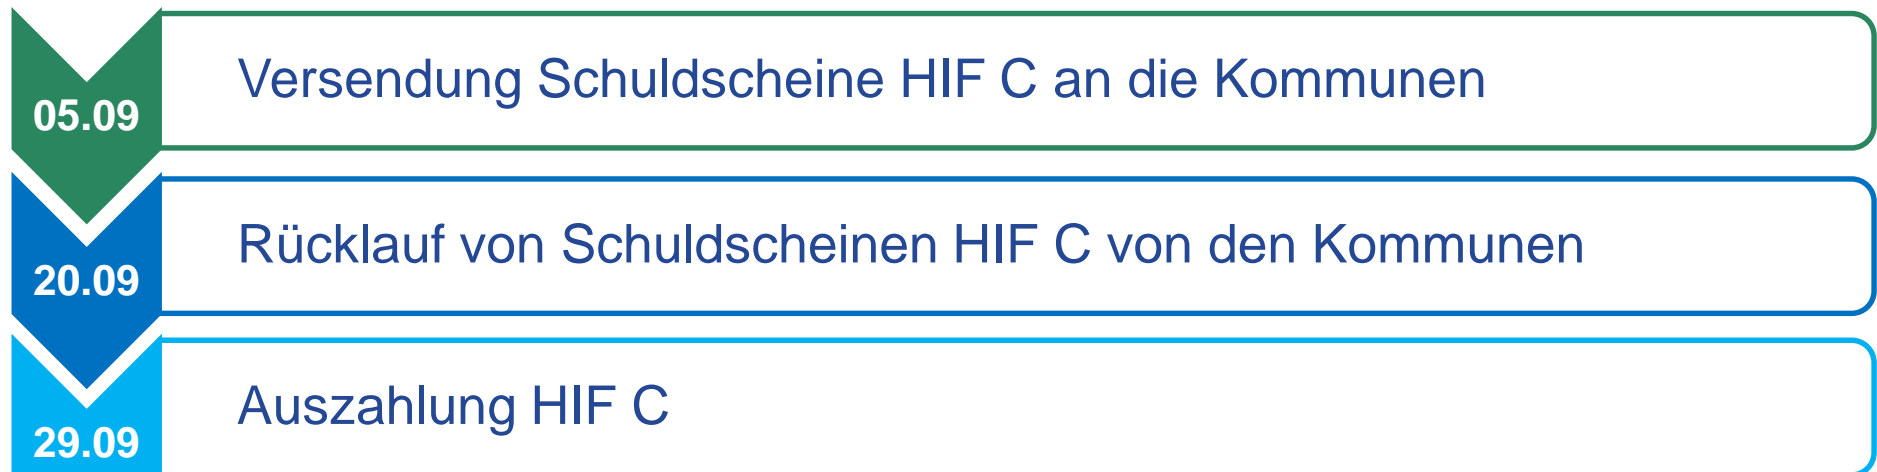 05.09
Versendung Schuldscheine HIF C an die Kommunen
20.09
Rücklauf von Schuldscheinen HIF C von den Kommunen
29.09
Auszahlung HIF C